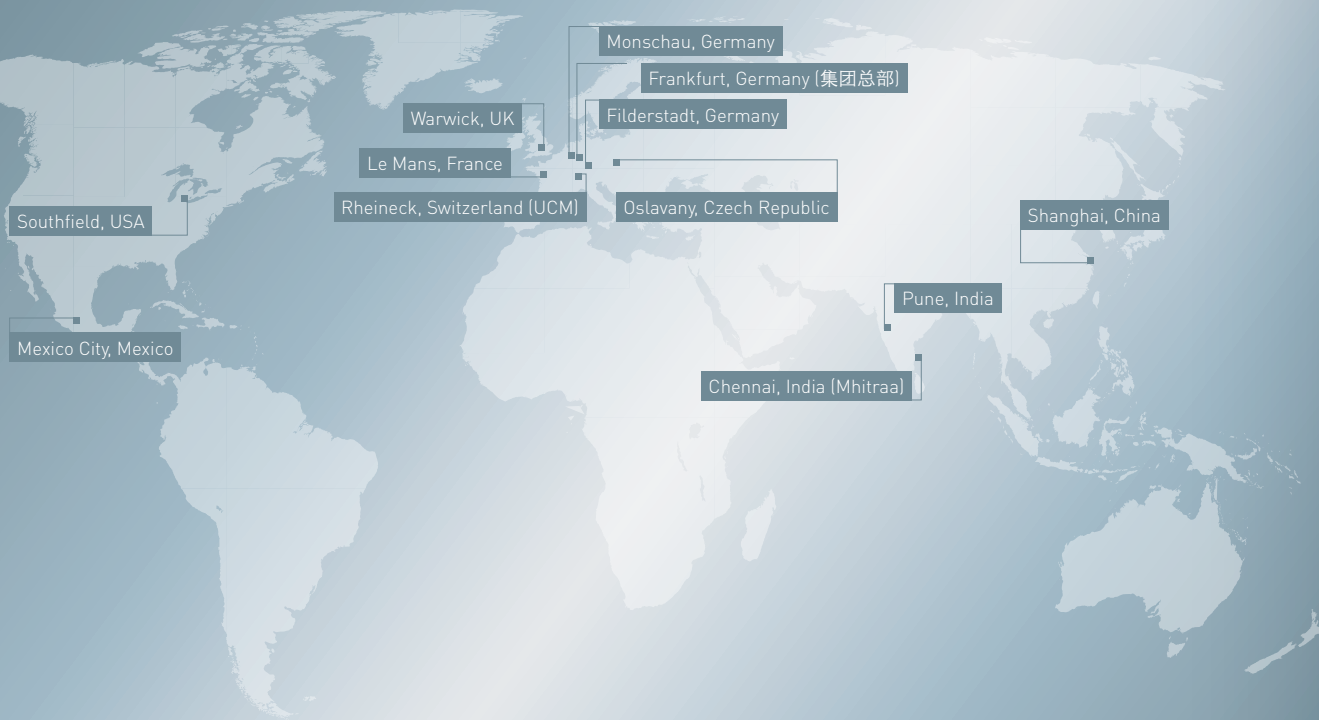 Monschau, Germany
Frankfurt, Germany (集团总部)
Filderstadt, Germany
Warwick, UK
Le Mans, France
Rheineck, Switzerland (UCM)
Oslavany, Czech Republic
Southfield, USA
Shanghai, China
Pune, India
Mexico City, Mexico
Chennai, India (Mhitraa)